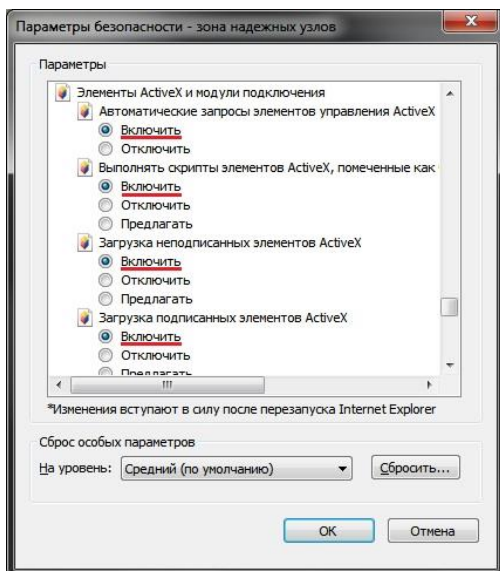 Параметры безопасности - зона надежных узлов
Параметры
Элементы ActiveX и модули подключения
Автоматические запросы элементов управления ActiveX
Включить
Отключить
Выполнять скрипты элементов ActiveX, помеченные как
Включить
Отключить
Предлагать
Загрузка неподписанных элементов ActiveX
Включить
Отключить
Предлагать
Загрузка подписанных элементов ActiveX
Включить
Отключить
Предлагать
*Изменения вступают в силу после перезапуска Internet Explorer
Сброс особых параметров
На уровень: Средний (по умолчанию) Сбросить...
ОК Отмена